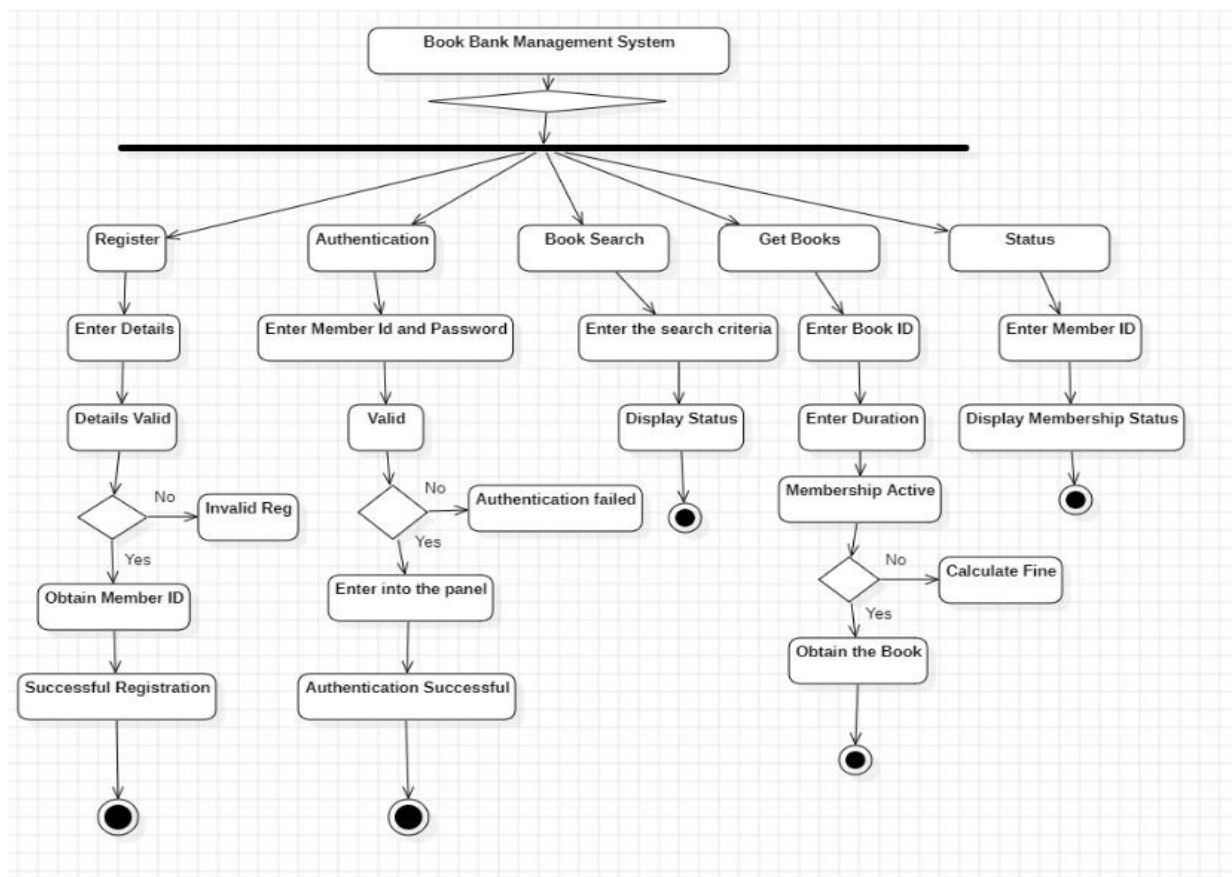 Book Bank Management System
Register
Authentication
Book Search
Get Books
Status
Enter Details
Enter Member Id and Password
Enter the search criteria
Enter Book ID
Enter Member ID
Details Valid
Valid
Display Status
Enter Duration
Display Membership Status
No
Invalid Reg
No
Authentication failed
Membership Active
Yes
Yes
No
Calculate Fine
Obtain Member ID
Enter into the panel
Yes
Obtain the Book
Successful Registration
Authentication Successful